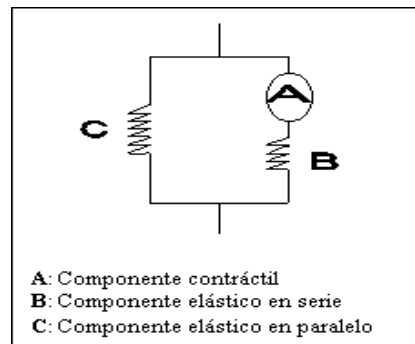 A
C
B
A: Componente contráctil
B: Componente elástico en serie
C: Componente elástico en paralelo